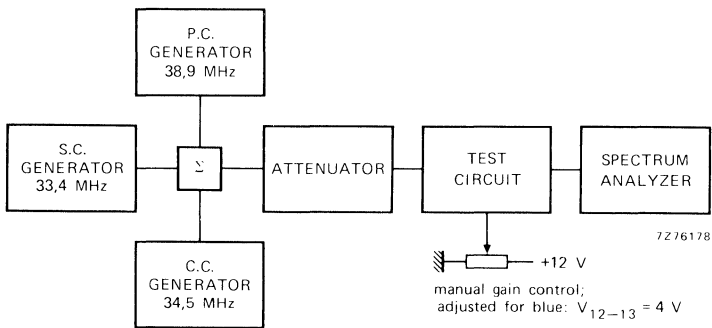 P.C.
GENERATOR
38,9 MHz
S.C.
GENERATOR
33,4 MHz
Σ
ATTENUATOR
TEST
CIRCUIT
SPECTRUM
ANALYZER
7Z76178
C.C.
GENERATOR
34,5 MHz
+12 V
manual gain control;
adjusted for blue: V12–13 = 4 V